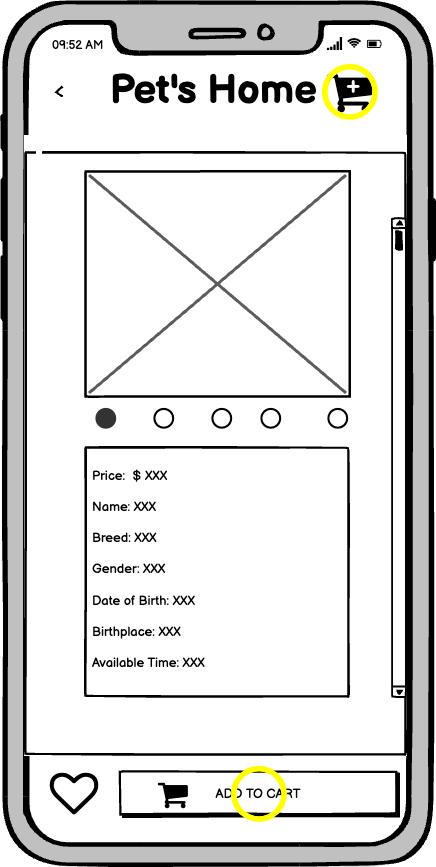 09:52 AM
Pet's Home
Price: $ XXX
Name: XXX
Breed: XXX
Gender: XXX
Date of Birth: XXX
Birthplace: XXX
Available Time: XXX
ADD TO CART